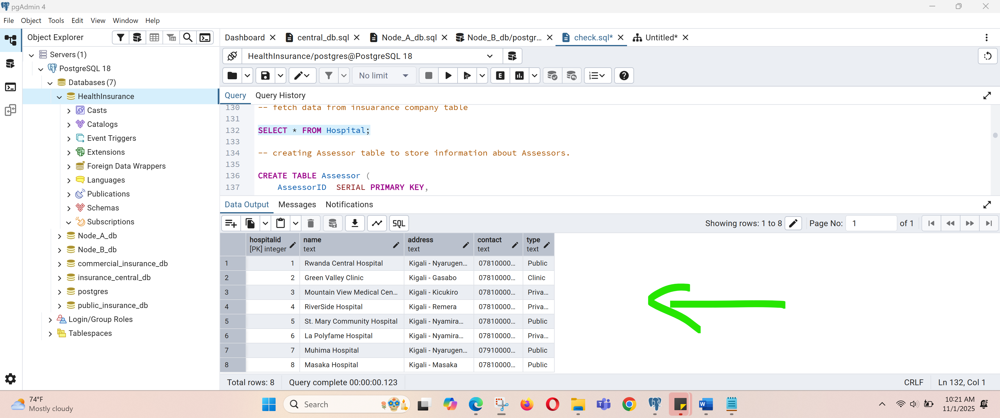 pgAdmin 4
File Object Tools Edit View Window Help
Object Explorer
Servers (1)
PostgreSQL 18
Databases (7)
HealthInsurance
Casts
Catalogs
Event Triggers
Extensions
Foreign Data Wrappers
Languages
Publications
Schemas
Subscriptions
Node_A_db
Node_B_db
commercial_insurance_db
insurance_central_db
postgres
public_insurance_db
Login/Group Roles
Tablespaces
Dashboard central_db.sql Node_A_db.sql Node_B_db/postgr... check.sql* Untitled*
HealthInsurance/postgres@PostgreSQL 18
No limit E
Query Query History
130 -- fetch data from insuarance company table
131
132 SELECT * FROM Hospital;
133
134 -- creating Assessor table to store information about Assessors.
135
136 CREATE TABLE Assessor (
137 AssessorID SERIAL PRIMARY KEY,
Data Output Messages Notifications
SQL Showing rows: 1 to 8 Page No: 1 of 1
hospitalid name address contact type
[PK] integer text text text text
1 1 Rwanda Central Hospital Kigali - Nyarugen... 07810000... Public
2 2 Green Valley Clinic Kigali - Gasabo 07810000... Clinic
3 3 Mountain View Medical Cen... Kigali - Kicukiro 07810000... Priva...
4 4 RiverSide Hospital Kigali - Remera 07810000... Priva...
5 5 St. Mary Community Hospital Kigali - Nyamira... 07810000... Public
6 6 La Polyfame Hospital Kigali - Nyamira... 07810000... Priva...
7 7 Muhima Hospital Kigali - Nyarugen... 07910000... Public
8 8 Masaka Hospital Kigali - Masaka 07810000... Public
Total rows: 8 Query complete 00:00:00.123 CRLF Ln 132, Col 1
74°F
Mostly cloudy
Search
10:21 AM
11/1/2025